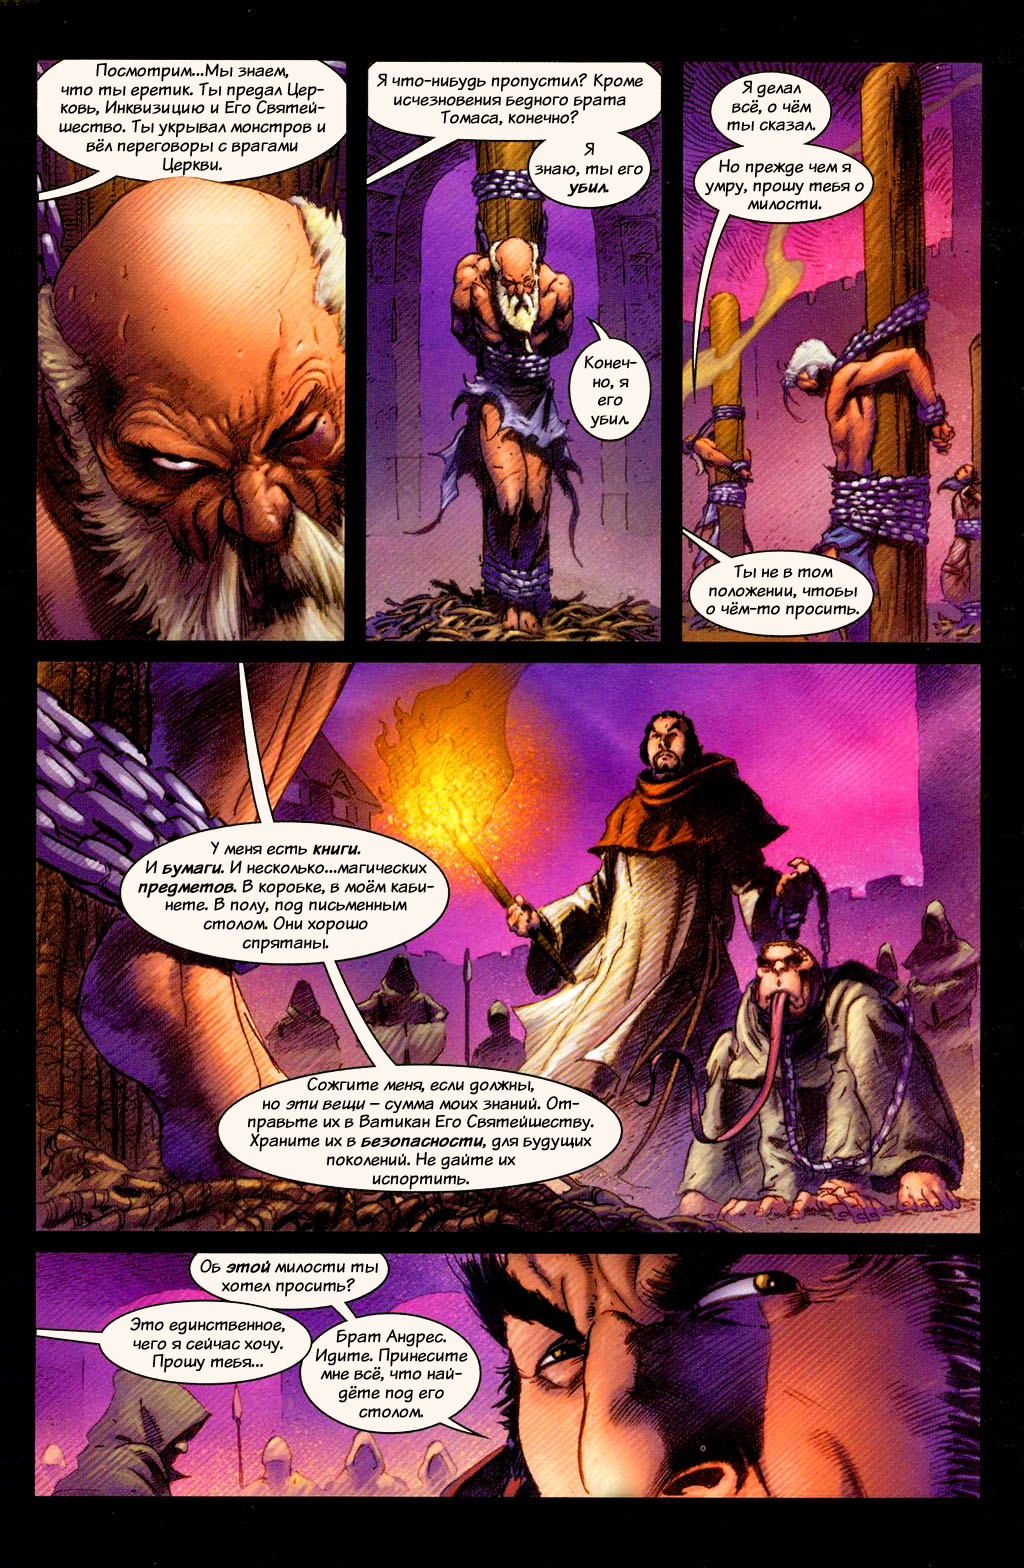 Посмотрим...Мы знаем,
что ты еретик. Ты предал Цер-
ковь, Инквизицию и Его Святей-
шество. Ты укрывал монстров и
вёл переговоры с врагами
Церкви.
Я что-нибудь пропустил? Кроме
исчезновения бедного брата
Томаса, конечно?
Я
знаю, ты его
убил.
Конеч-
но, я
его
убил.
Я делал
всё, о чём
ты сказал.
Но прежде чем я
умру, прошу тебя о
милости.
Ты не в том
положении, чтобы
о чём-то просить.
У меня есть книги.
И бумаги. И несколько...магических
предметов. В коробке, в моём каби-
нете. В полу, под письменным
столом. Они хорошо
спрятаны.
Сожгите меня, если должны,
но эти вещи – сумма моих знаний. От-
правьте их в Ватикан Его Святейшеству.
Храните их в безопасности, для будущих
поколений. Не дайте их
испортить.
Об этой милости ты
хотел просить?
Это единственное,
чего я сейчас хочу.
Прошу тебя...
Брат Андрес.
Идите. Принесите
мне всё, что най-
дёте под его
столом.